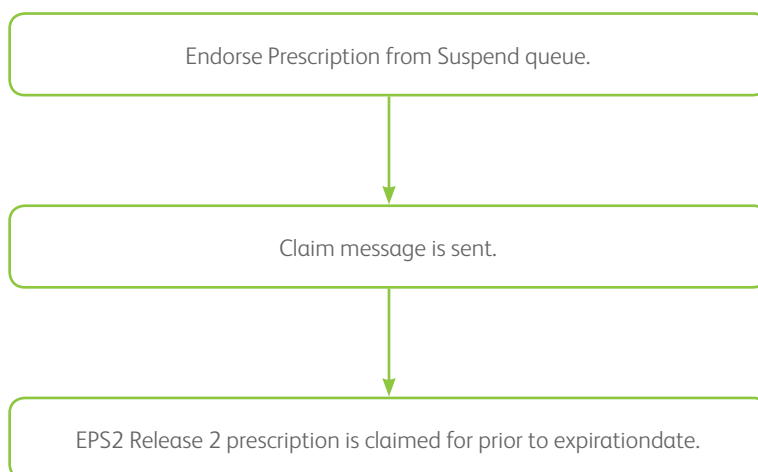 Endorse Prescription from Suspend queue.
Claim message is sent.
EPS2 Release 2 prescription is claimed for prior to expirationdate.